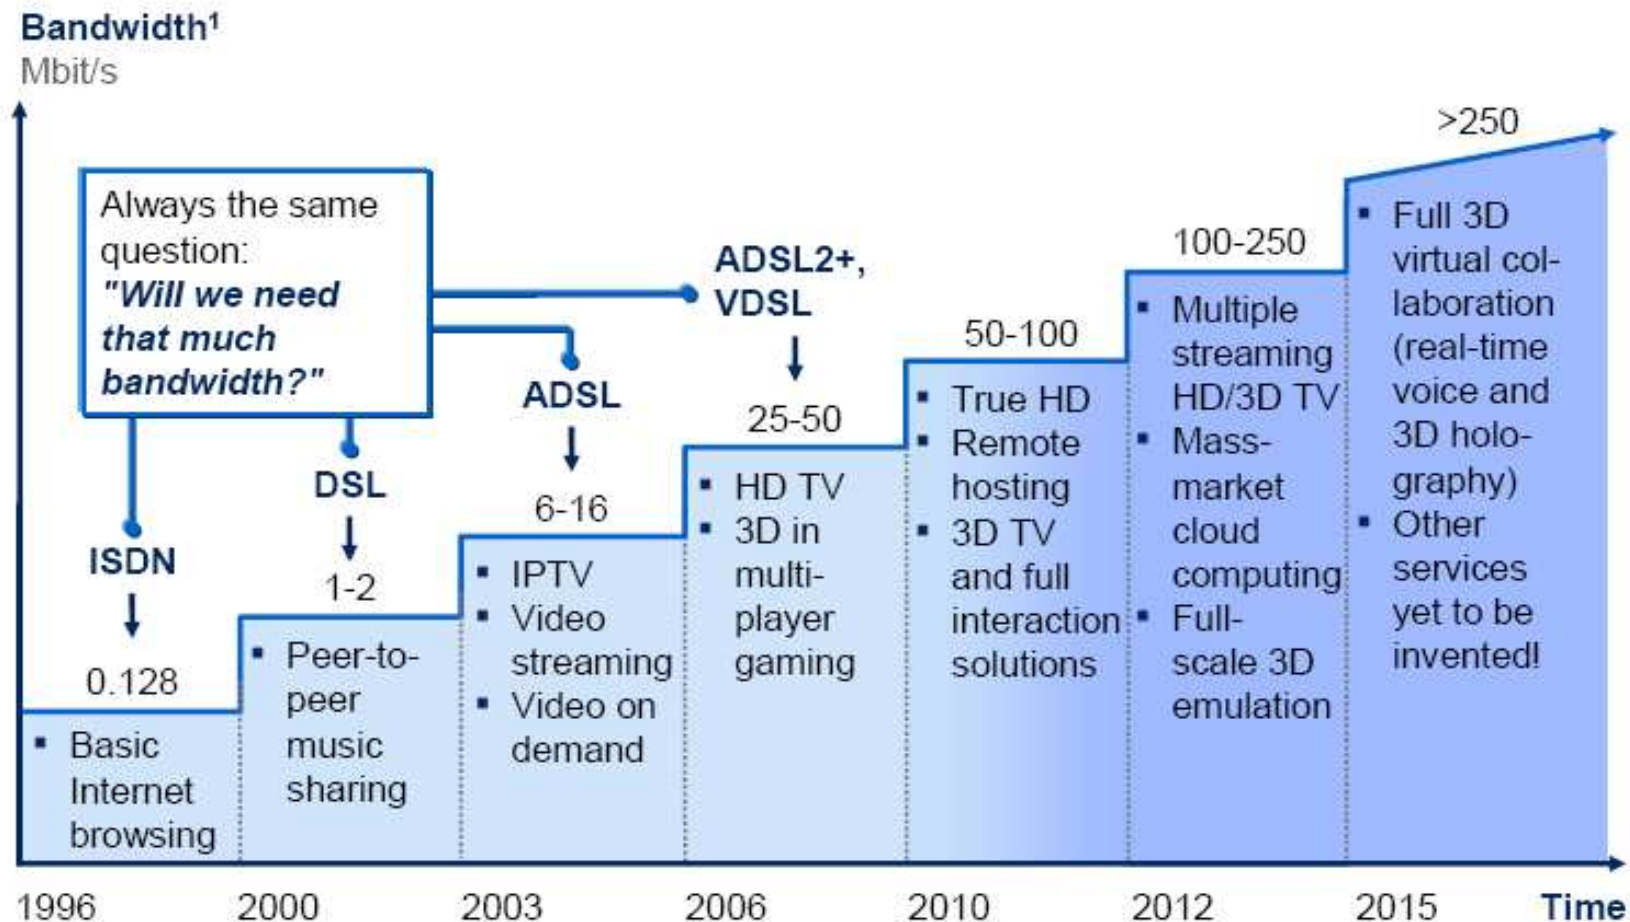 Bandwidth¹
Mbit/s
Always the same
question:
"Will we need
that much
bandwidth?"
ISDN
0.128
Basic
Internet
browsing
DSL
1-2
Peer-to-
peer
music
sharing
ADSL
6-16
IPTV
Video
streaming
Video on
demand
ADSL2+,
VDSL
25-50
HD TV
3D in
multi-
player
gaming
50-100
True HD
Remote
hosting
3D TV
and full
interaction
solutions
100-250
Multiple
streaming
HD/3D TV
Mass-
market
cloud
computing
Full-
scale 3D
emulation
>250
Full 3D
virtual col-
laboration
(real-time
voice and
3D holo-
graphy)
Other
services
yet to be
invented!
1996 2000 2003 2006 2010 2012 2015 Time